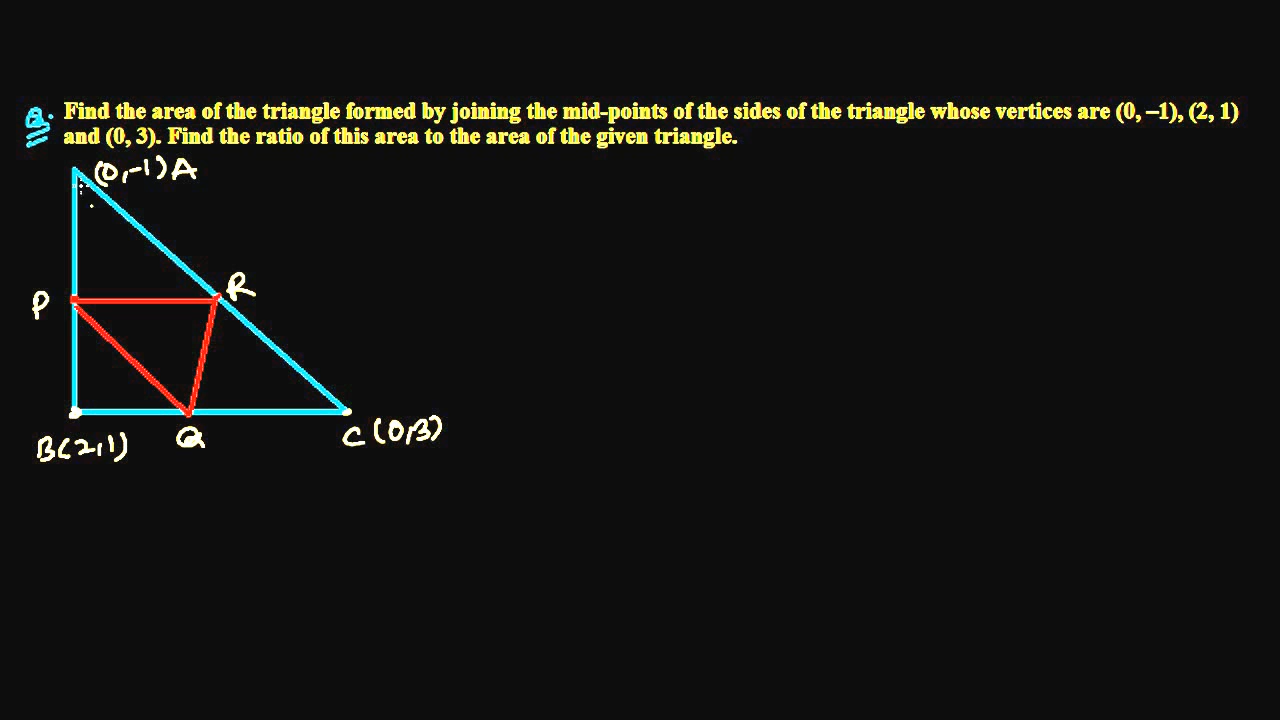 Q. Find the area of the triangle formed by joining the mid-points of the sides of the triangle whose vertices are (0, –1), (2, 1)
and (0, 3). Find the ratio of this area to the area of the given triangle.
(0,-1) A
R
P
B(2,1) Q C (0,3)